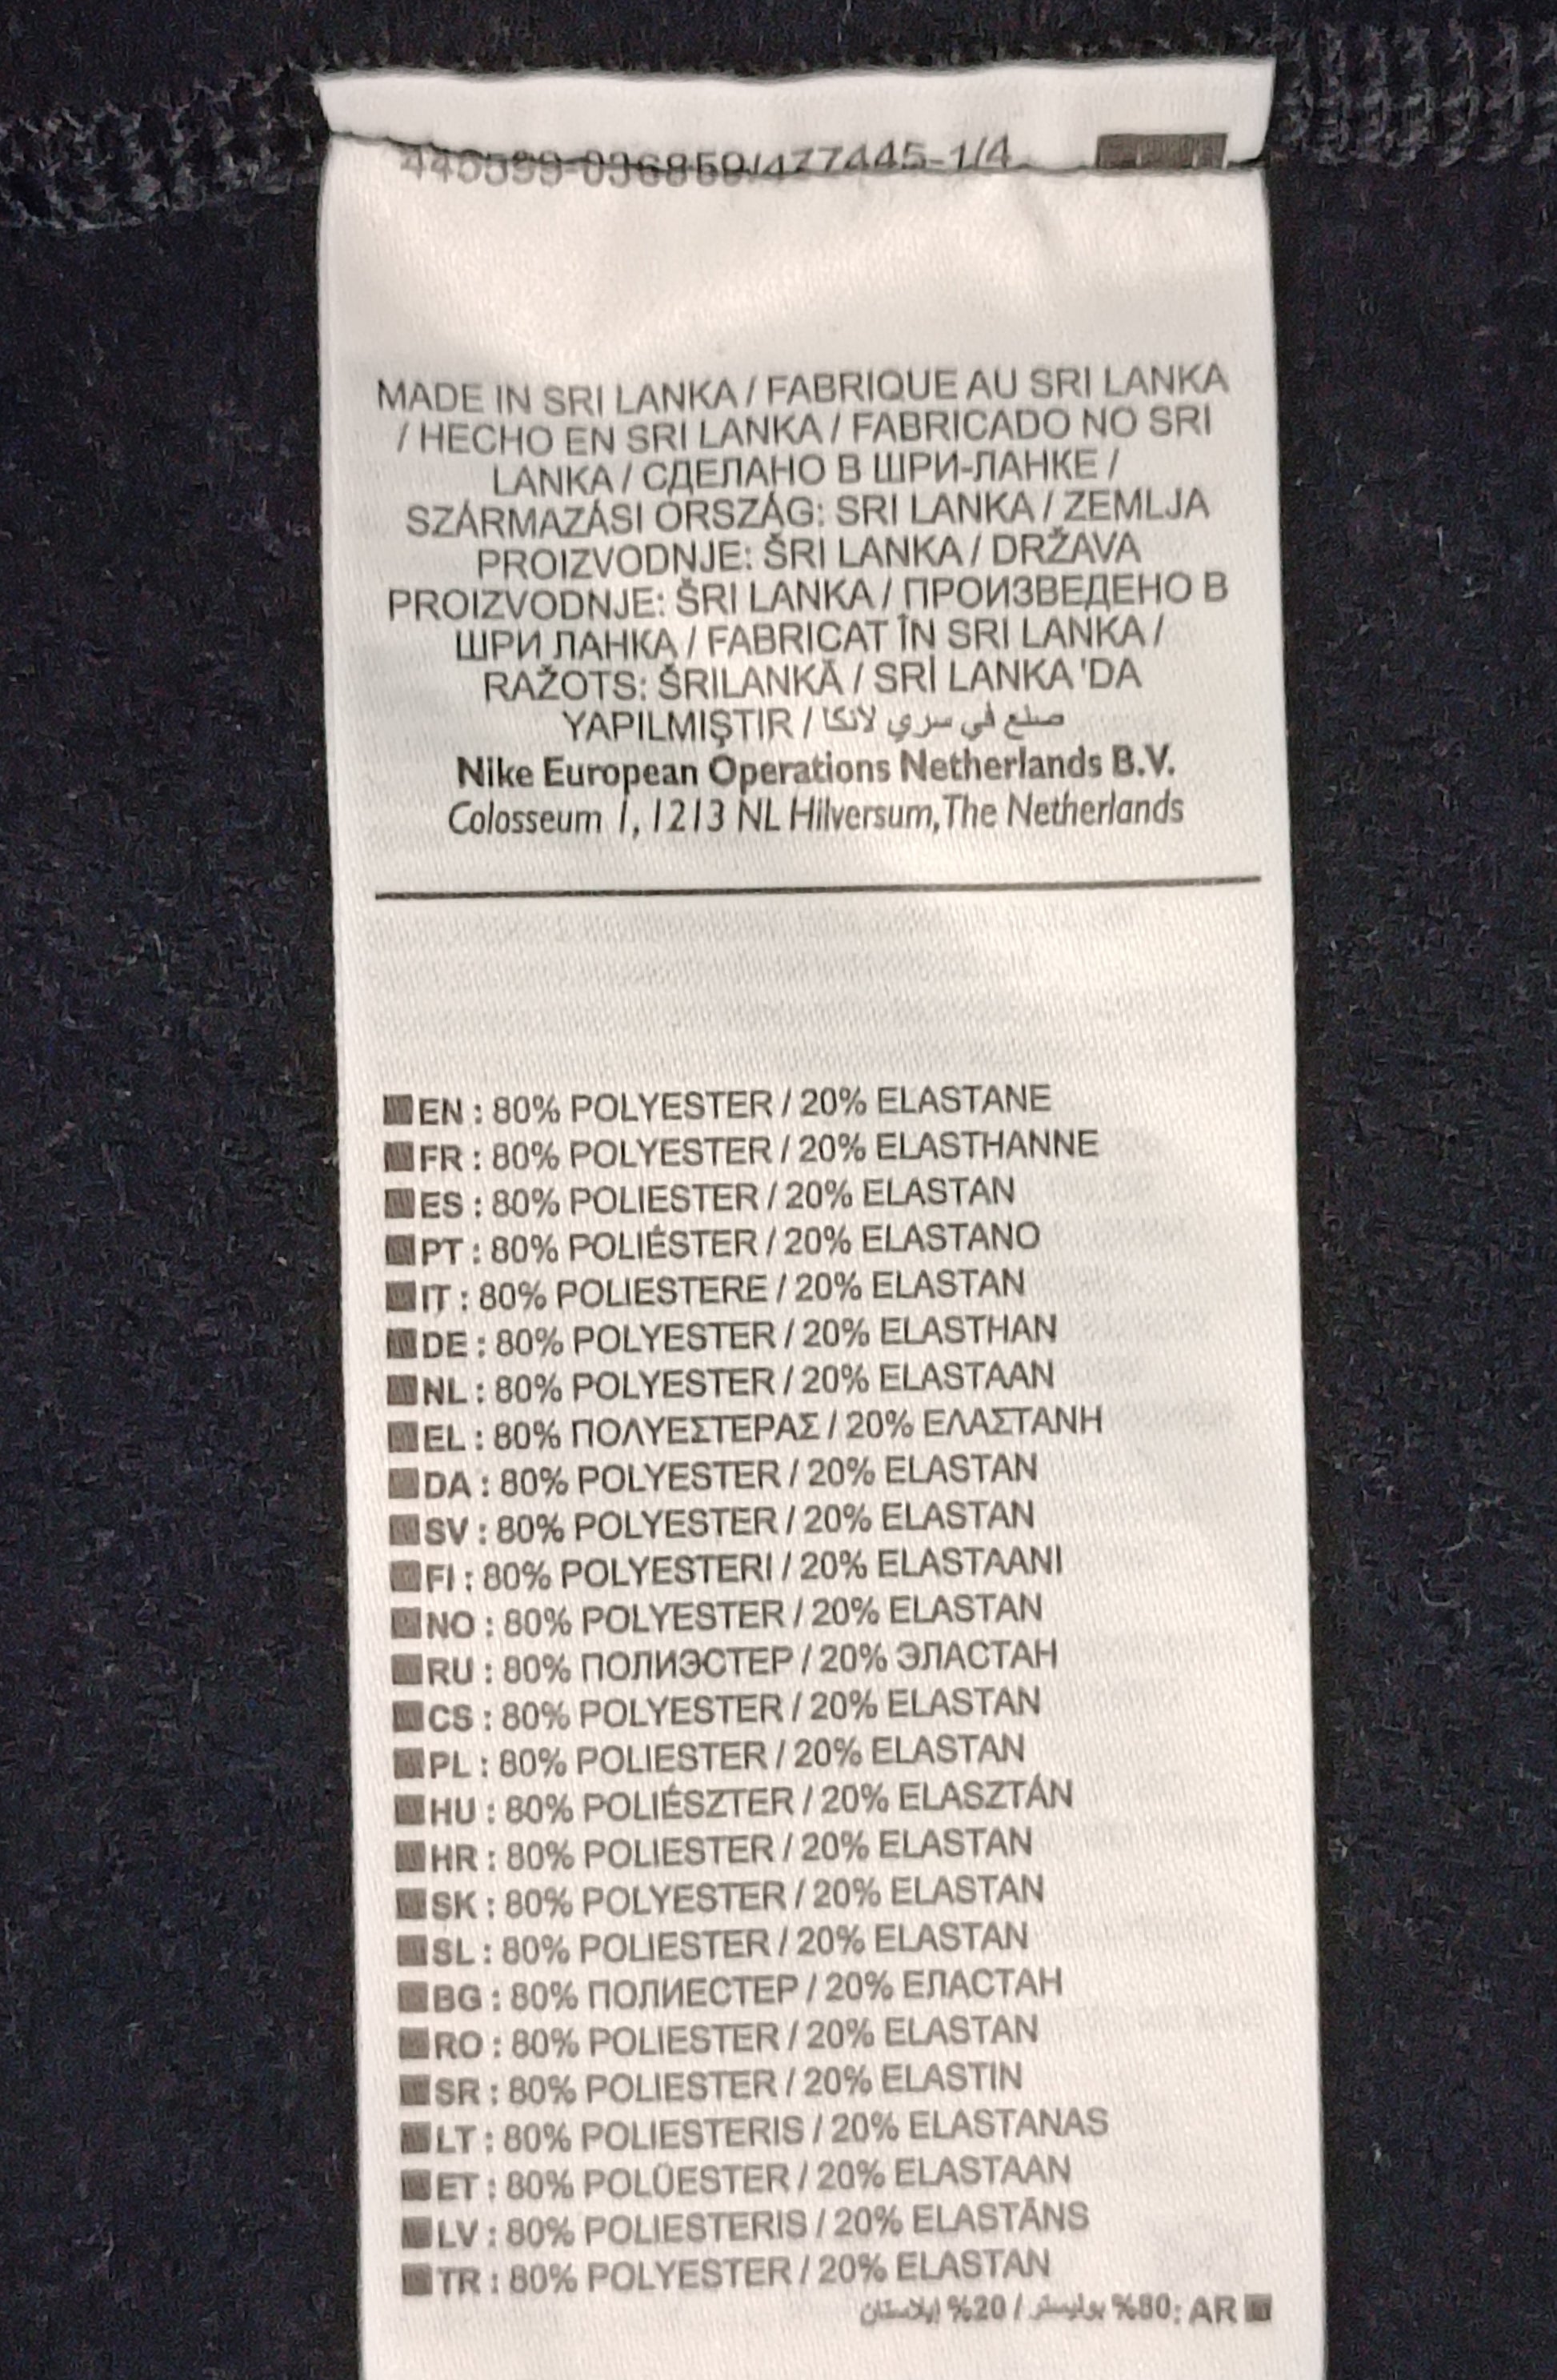 MADE IN SRI LANKA / FABRIQUE AU SRI LANKA
/ HECHO EN SRI LANKA / FABRICADO NO SRI
LANKA / СДЕЛАНО В ШРИ-ЛАНКЕ /
SZÁRMAZÁSI ORSZÁG: SRI LANKA / ZEMLJA
PROIZVODNJE: ŠRI LANKA / DRŽAVA
PROIZVODNJE: ŠRI LANKA / ПРОИЗВЕДЕНО В
ШРИ ЛАНКА / FABRICAT ÎN SRI LANKA /
RAŽOTS: ŠRILANKĀ / SRİ LANKA 'DA
YAPILMIŞTIR / صنع في سري لانكا
Nike European Operations Netherlands B.V.
Colosseum 1, 1213 NL Hilversum, The Netherlands
EN : 80% POLYESTER / 20% ELASTANE
FR : 80% POLYESTER / 20% ELASTHANNE
ES : 80% POLIESTER / 20% ELASTAN
PT : 80% POLIÉSTER / 20% ELASTANO
IT : 80% POLIESTERE / 20% ELASTAN
DE : 80% POLYESTER / 20% ELASTHAN
NL : 80% POLYESTER / 20% ELASTAAN
EL : 80% ΠΟΛΥΕΣΤΕΡΑΣ / 20% ΕΛΑΣΤΑΝΗ
DA : 80% POLYESTER / 20% ELASTAN
SV : 80% POLYESTER / 20% ELASTAN
FI : 80% POLYESTERI / 20% ELASTAANI
NO : 80% POLYESTER / 20% ELASTAN
RU : 80% ПОЛИЭСТЕР / 20% ЭЛАСТАН
CS : 80% POLYESTER / 20% ELASTAN
PL : 80% POLIESTER / 20% ELASTAN
HU : 80% POLIÉSZTER / 20% ELASZTÁN
HR : 80% POLIESTER / 20% ELASTAN
SK : 80% POLYESTER / 20% ELASTAN
SL : 80% POLIESTER / 20% ELASTAN
BG : 80% ПОЛИЕСТЕР / 20% ЕЛАСТАН
RO : 80% POLIESTER / 20% ELASTAN
SR : 80% POLIESTER / 20% ELASTIN
LT : 80% POLIESTERIS / 20% ELASTANAS
ET : 80% POLÜESTER / 20% ELASTAAN
LV : 80% POLIESTERIS / 20% ELASTĀNS
TR : 80% POLYESTER / 20% ELASTAN
AR :80% بوليستر / 20%